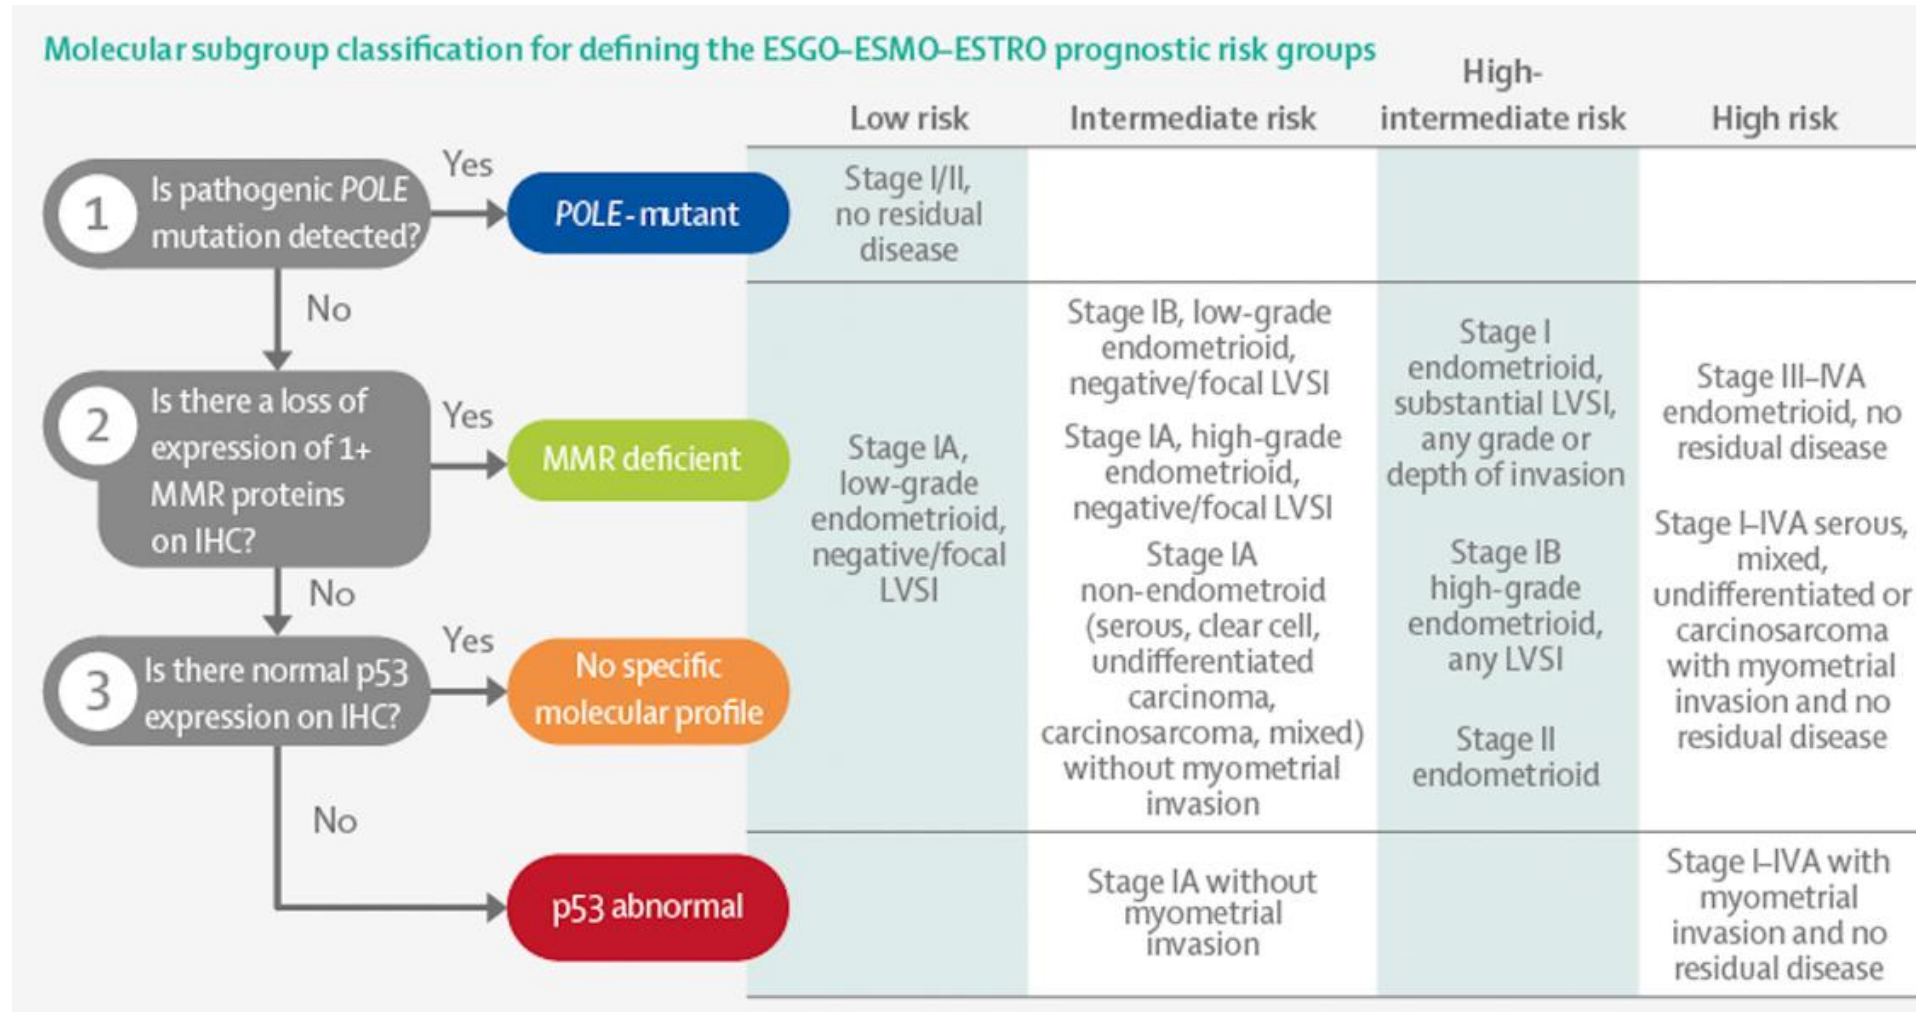 Molecular subgroup classification for defining the ESGO–ESMO–ESTRO prognostic risk groups
Low risk
Intermediate risk
High-
intermediate risk
High risk
1
Is pathogenic POLE
mutation detected?
Yes
POLE-mutant
Stage I/II,
no residual
disease
No
2
Is there a loss of
expression of 1+
MMR proteins
on IHC?
Yes
MMR deficient
No
3
Is there normal p53
expression on IHC?
Yes
No specific
molecular profile
Stage IA,
low-grade
endometrioid,
negative/focal
LVSI
Stage IB, low-grade
endometrioid,
negative/focal LVSI
Stage IA, high-grade
endometrioid,
negative/focal LVSI
Stage IA
non-endometroid
(serous, clear cell,
undifferentiated
carcinoma,
carcinosarcoma, mixed)
without myometrial
invasion
Stage I
endometrioid,
substantial LVSI,
any grade or
depth of invasion
Stage IB
high-grade
endometrioid,
any LVSI
Stage II
endometrioid
Stage III–IVA
endometrioid, no
residual disease
Stage I–IVA serous,
mixed,
undifferentiated or
carcinosarcoma
with myometrial
invasion and no
residual disease
No
p53 abnormal
Stage IA without
myometrial
invasion
Stage I–IVA with
myometrial
invasion and no
residual disease